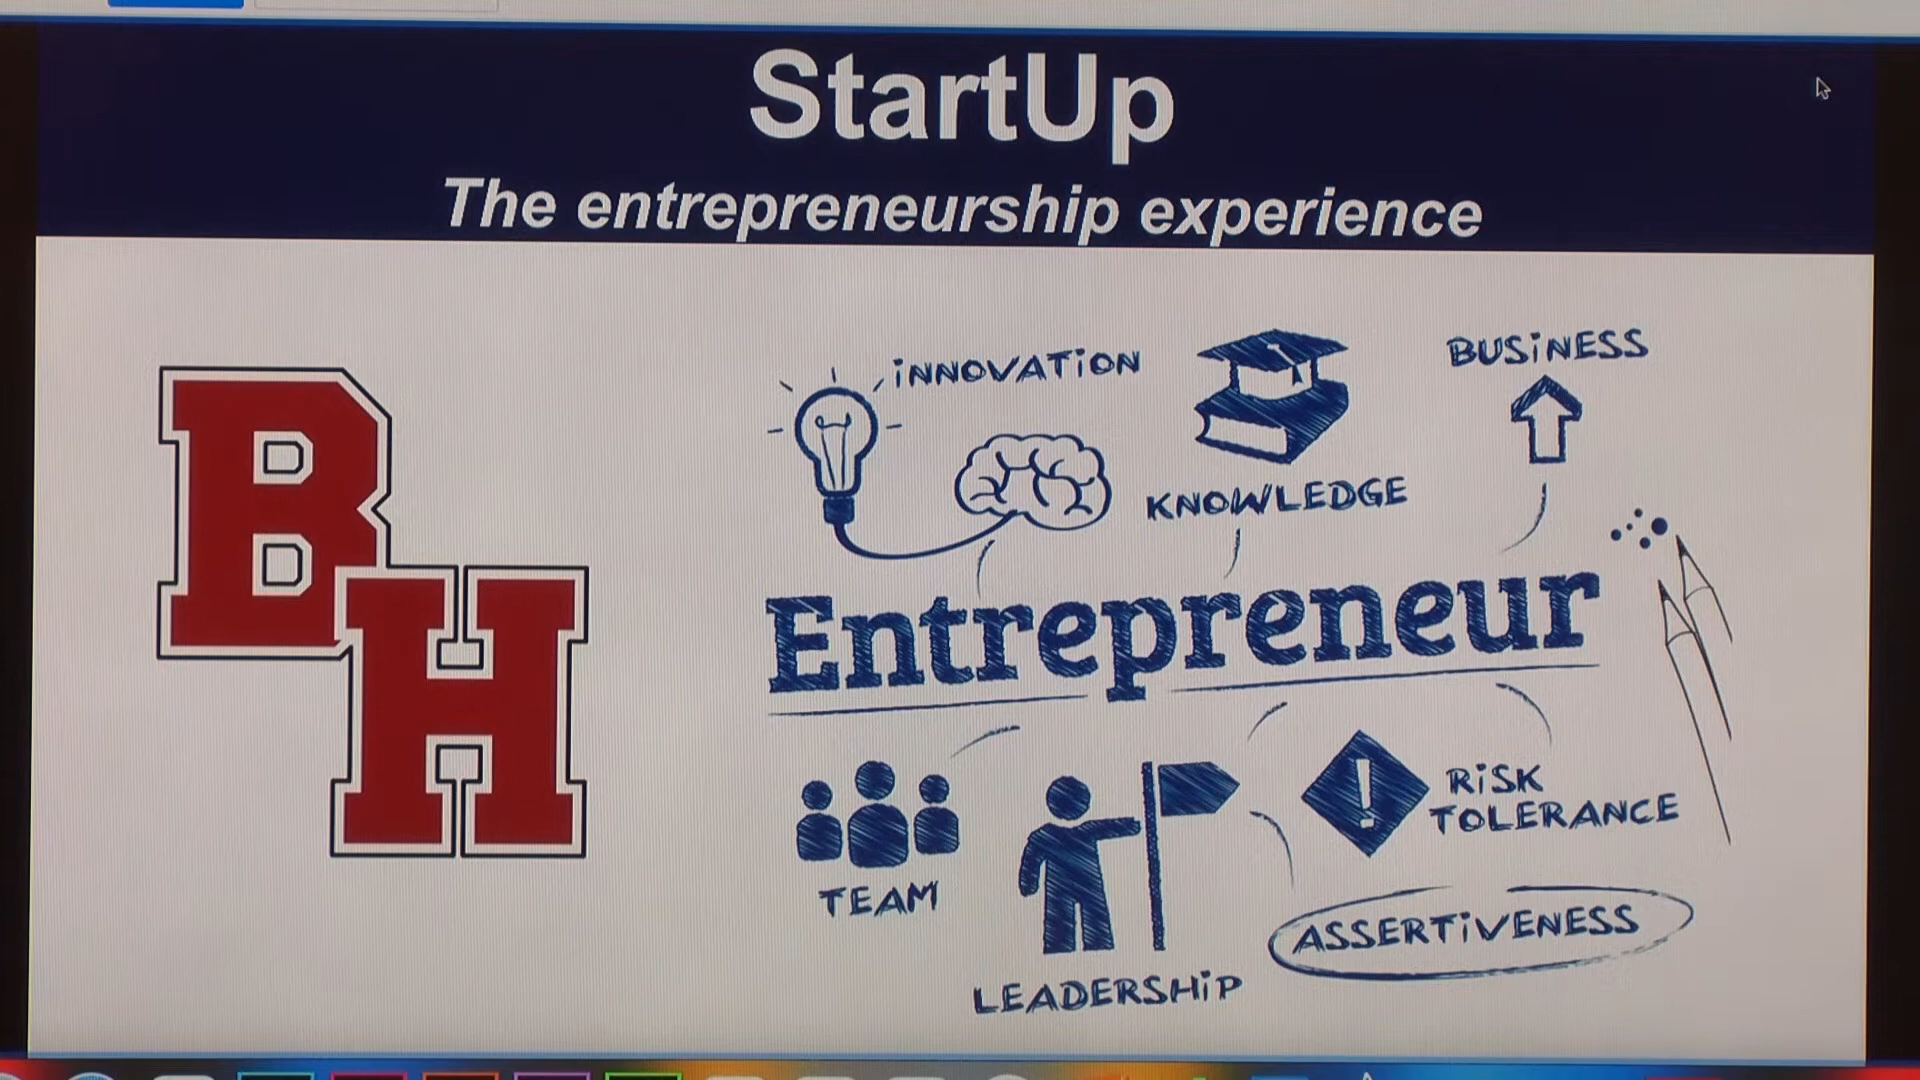 StartUp
The entrepreneurship experience
BH
iNNOVATiON
KNOWLEDGE
BUSiNESS
Entrepreneur
TEAM
LEADERSHiP
RiSK
TOLERANCE
ASSERTiVENESS